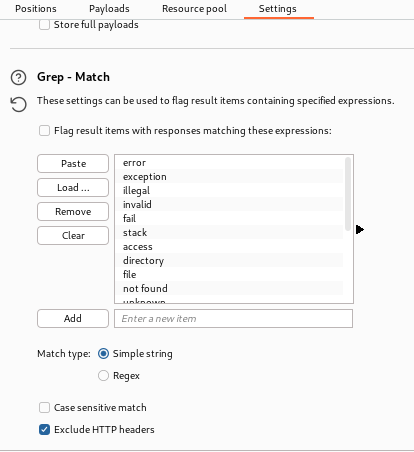 Positions Payloads Resource pool Settings
Store full payloads
Grep - Match
These settings can be used to flag result items containing specified expressions.
Flag result items with responses matching these expressions:
Paste
Load ...
Remove
Clear
error
exception
illegal
invalid
fail
stack
access
directory
file
not found
unknown
Add
Enter a new item
Match type:
Simple string
Regex
Case sensitive match
Exclude HTTP headers